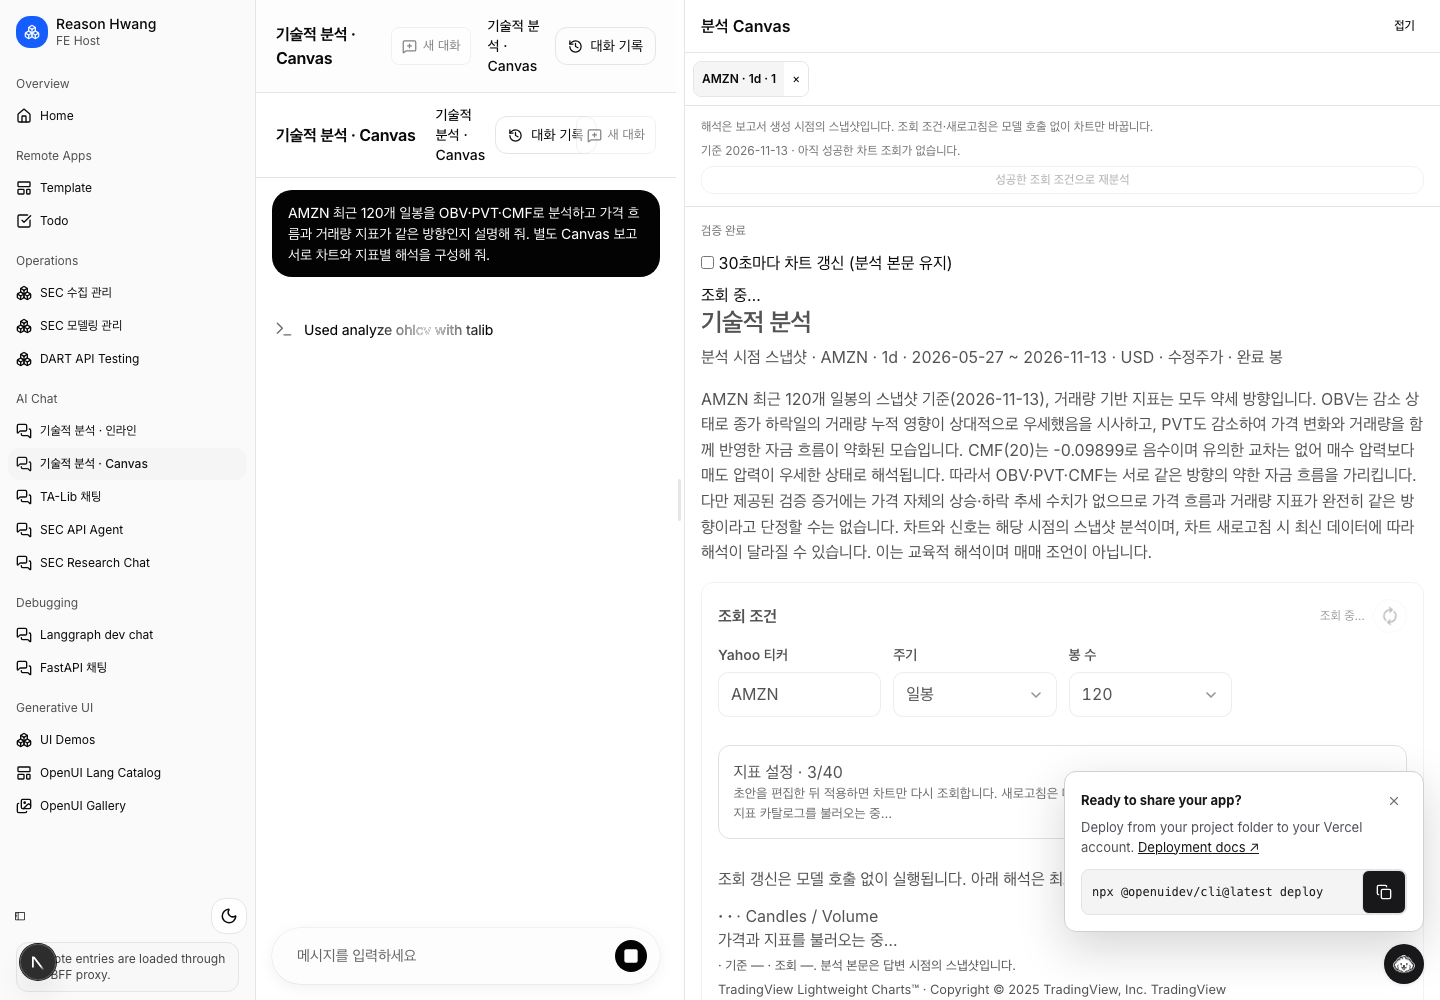 Reason Hwang
FE Host
Overview
Home
Remote Apps
Template
Todo
Operations
SEC 수집 관리
SEC 모델링 관리
DART API Testing
AI Chat
기술적 분석 · 인라인
기술적 분석 · Canvas
TA-Lib 채팅
SEC API Agent
SEC Research Chat
Debugging
Langgraph dev chat
FastAPI 채팅
Generative UI
UI Demos
OpenUI Lang Catalog
OpenUI Gallery
entries are loaded through
BFF proxy.
기술적 분석 ·
Canvas
새 대화
기술적 분
석 ·
Canvas
대화 기록
기술적 분석 · Canvas
기술적
분석 ·
Canvas
대화 기록
새 대화
AMZN 최근 120개 일봉을 OBV·PVT·CMF로 분석하고 가격 흐
름과 거래량 지표가 같은 방향인지 설명해 줘. 별도 Canvas 보고
서로 차트와 지표별 해석을 구성해 줘.
Used analyze ohlcv with talib
메시지를 입력하세요
분석 Canvas
접기
AMZN · 1d · 1 ×
해석은 보고서 생성 시점의 스냅샷입니다. 조회 조건·새로고침은 모델 호출 없이 차트만 바꿉니다.
기준 2026-11-13 · 아직 성공한 차트 조회가 없습니다.
성공한 조회 조건으로 재분석
검증 완료
30초마다 차트 갱신 (분석 본문 유지)
조회 중...
기술적 분석
분석 시점 스냅샷 · AMZN · 1d · 2026-05-27 ~ 2026-11-13 · USD · 수정주가 · 완료 봉
AMZN 최근 120개 일봉의 스냅샷 기준(2026-11-13), 거래량 기반 지표는 모두 약세 방향입니다. OBV는 감소 상
태로 종가 하락일의 거래량 누적 영향이 상대적으로 우세했음을 시사하고, PVT도 감소하여 가격 변화와 거래량을 함
께 반영한 자금 흐름이 약화된 모습입니다. CMF(20)는 -0.09899로 음수이며 유의한 교차는 없어 매수 압력보다
매도 압력이 우세한 상태로 해석됩니다. 따라서 OBV·PVT·CMF는 서로 같은 방향의 약한 자금 흐름을 가리킵니다.
다만 제공된 검증 증거에는 가격 자체의 상승·하락 추세 수치가 없으므로 가격 흐름과 거래량 지표가 완전히 같은 방
향이라고 단정할 수는 없습니다. 차트와 신호는 해당 시점의 스냅샷 분석이며, 차트 새로고침 시 최신 데이터에 따라
해석이 달라질 수 있습니다. 이는 교육적 해석이며 매매 조언이 아닙니다.
조회 조건
조회 중...
Yahoo 티커
주기
봉 수
AMZN
일봉
120
지표 설정 · 3/40
초안을 편집한 뒤 적용하면 차트만 다시 조회합니다. 새로고침은
지표 카탈로그를 불러오는 중...
조회 갱신은 모델 호출 없이 실행됩니다. 아래 해석은 최
··· Candles / Volume
가격과 지표를 불러오는 중...
· 기준 — · 조회 —. 분석 본문은 답변 시점의 스냅샷입니다.
TradingView Lightweight Charts™ · Copyright © 2025 TradingView, Inc. TradingView
Ready to share your app?
Deploy from your project folder to your Vercel
account. Deployment docs ↗
npx @openuidev/cli@latest deploy